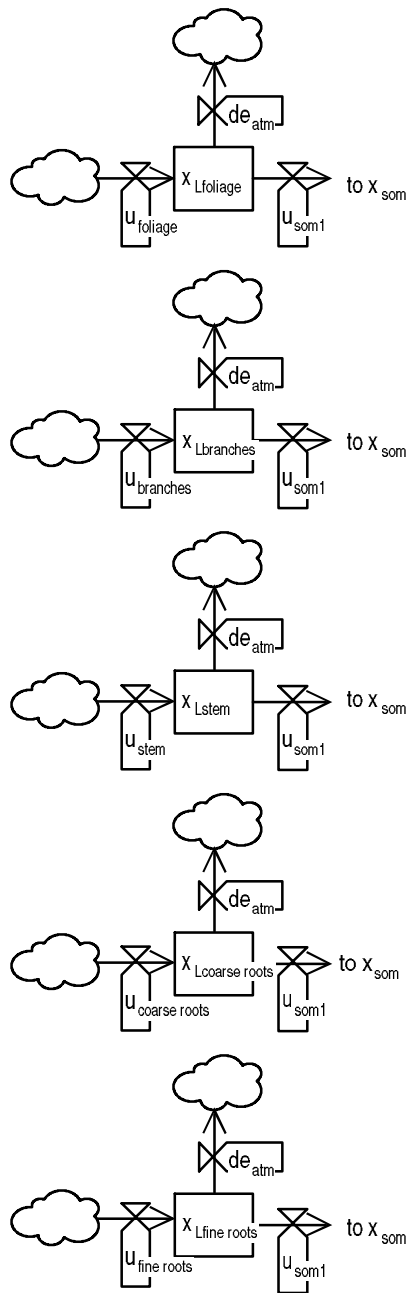 de atm
x Lfoliage
to x som
u foliage
u som1
de atm
x Lbranches
to x som
u branches
u som1
de atm
x Lstem
to x som
u stem
u som1
de atm
x Lcoarse roots
to x som
u coarse roots
u som1
de atm
x Lfine roots
to x som
u fine roots
u som1